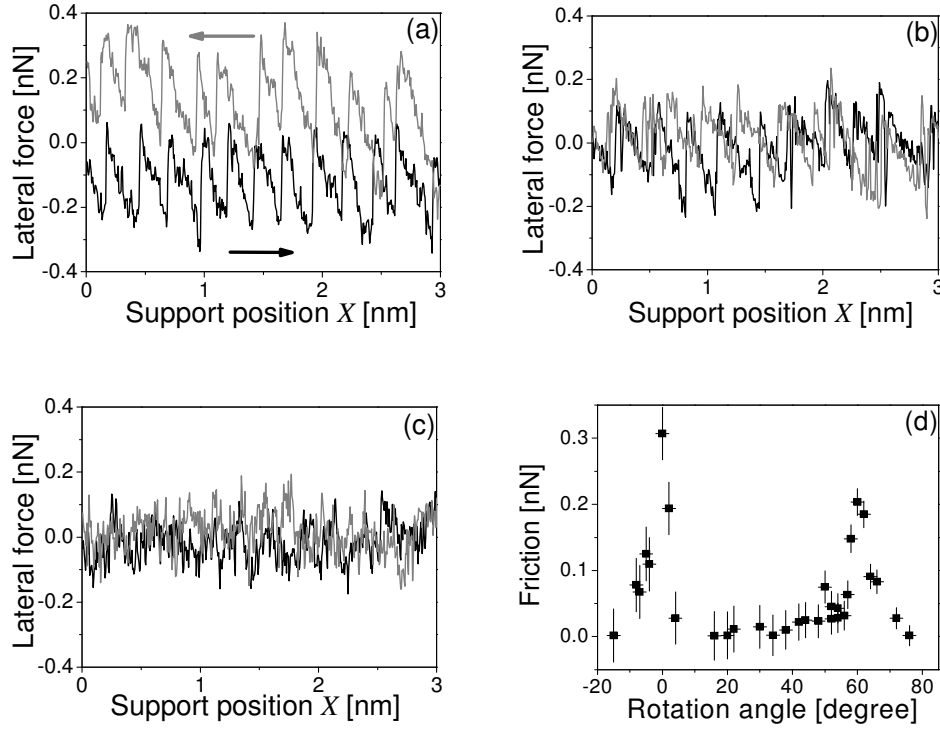 (a)
Lateral force [nN]
0.4
0.2
0.0
-0.2
-0.4
0 1 2 3
Support position X [nm]
(b)
Lateral force [nN]
0.4
0.2
0.0
-0.2
-0.4
0 1 2 3
Support position X [nm]
(c)
Lateral force [nN]
0.4
0.2
0.0
-0.2
-0.4
0 1 2 3
Support position X [nm]
(d)
Friction [nN]
0.3
0.2
0.1
0.0
-20 0 20 40 60 80
Rotation angle [degree]